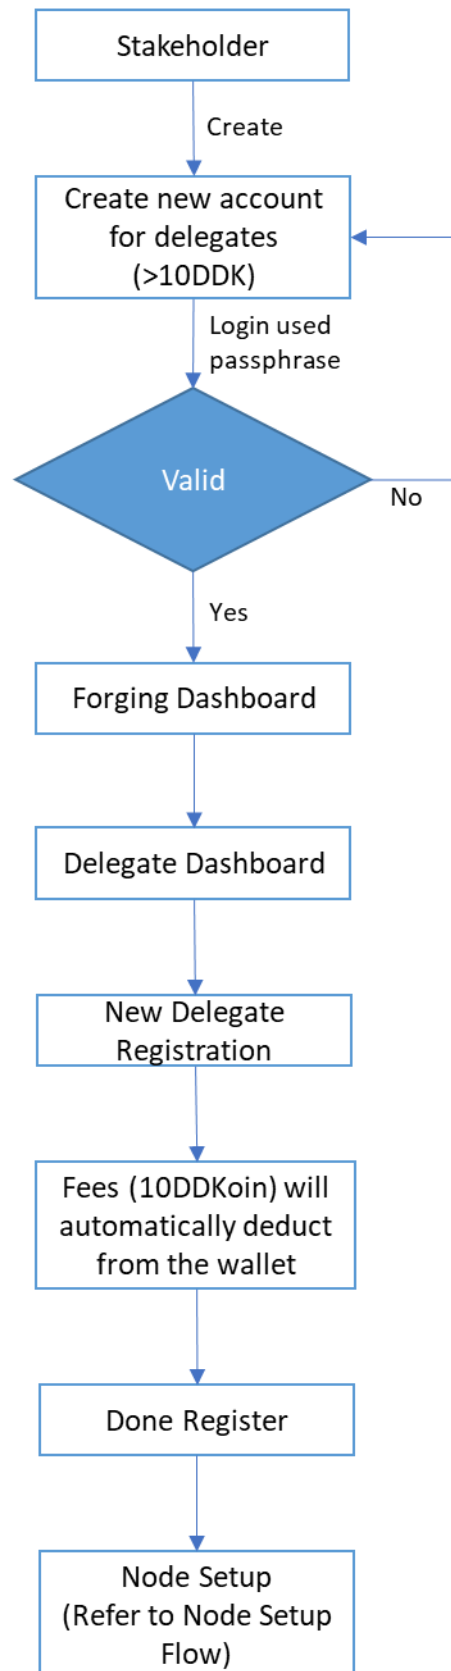 Stakeholder
Create
Create new account
for delegates
(>10DDK)
Login used
passphrase
Valid
No
Yes
Forging Dashboard
Delegate Dashboard
New Delegate
Registration
Fees (10DDKoin) will
automatically deduct
from the wallet
Done Register
Node Setup
(Refer to Node Setup
Flow)